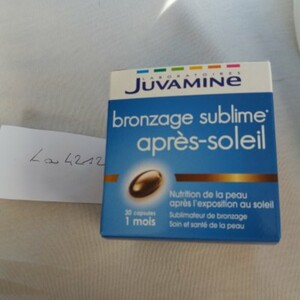 LABORATOIRES
JUVAMINE
bronzage sublime*
après-soleil
Nutrition de la peau
après l'exposition au soleil
30 capsules
1 mois
Sublimateur de bronzage
Soin et santé de la peau